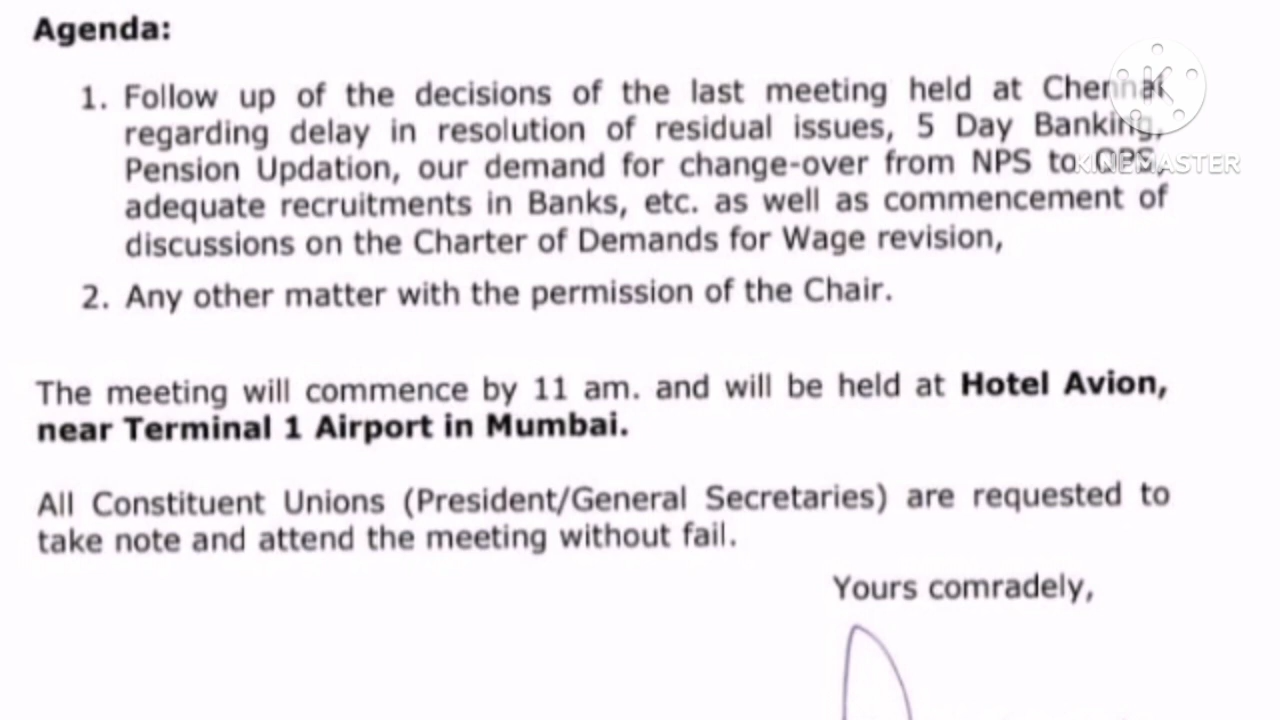 Agenda:
1. Follow up of the decisions of the last meeting held at Chennai
regarding delay in resolution of residual issues, 5 Day Banking,
Pension Updation, our demand for change-over from NPS to OPS,
adequate recruitments in Banks, etc. as well as commencement of
discussions on the Charter of Demands for Wage revision,
2. Any other matter with the permission of the Chair.
The meeting will commence by 11 am. and will be held at Hotel Avion,
near Terminal 1 Airport in Mumbai.
All Constituent Unions (President/General Secretaries) are requested to
take note and attend the meeting without fail.
Yours comradely,
K
KINEMASTER